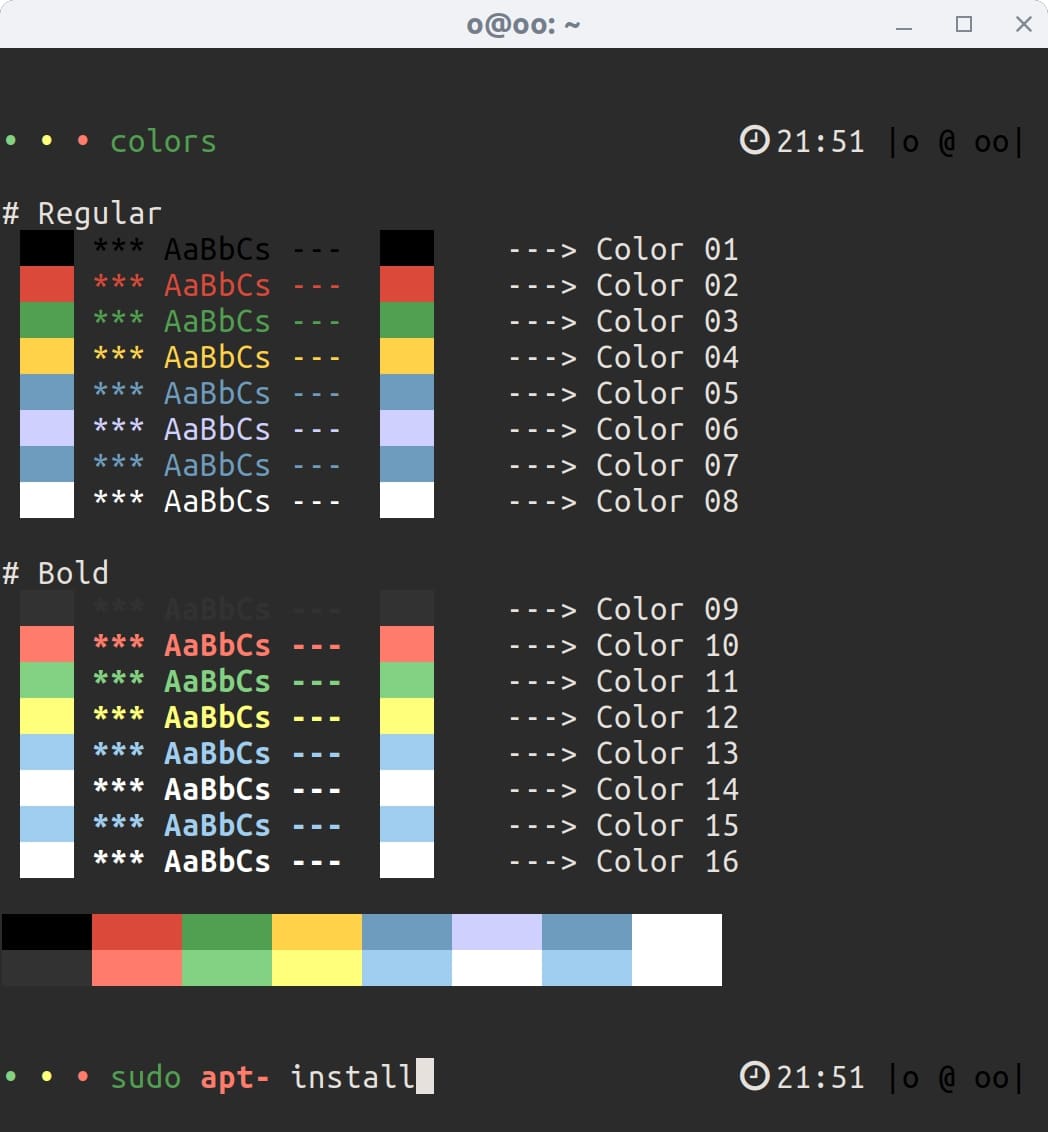 o@oo: ~
• • • colors 21:51 |o @ oo|
# Regular
*** AaBbCs --- ---> Color 01
*** AaBbCs --- ---> Color 02
*** AaBbCs --- ---> Color 03
*** AaBbCs --- ---> Color 04
*** AaBbCs --- ---> Color 05
*** AaBbCs --- ---> Color 06
*** AaBbCs --- ---> Color 07
*** AaBbCs --- ---> Color 08
# Bold
*** AaBbCs --- ---> Color 09
*** AaBbCs --- ---> Color 10
*** AaBbCs --- ---> Color 11
*** AaBbCs --- ---> Color 12
*** AaBbCs --- ---> Color 13
*** AaBbCs --- ---> Color 14
*** AaBbCs --- ---> Color 15
*** AaBbCs --- ---> Color 16
• • • sudo apt- install 21:51 |o @ oo|